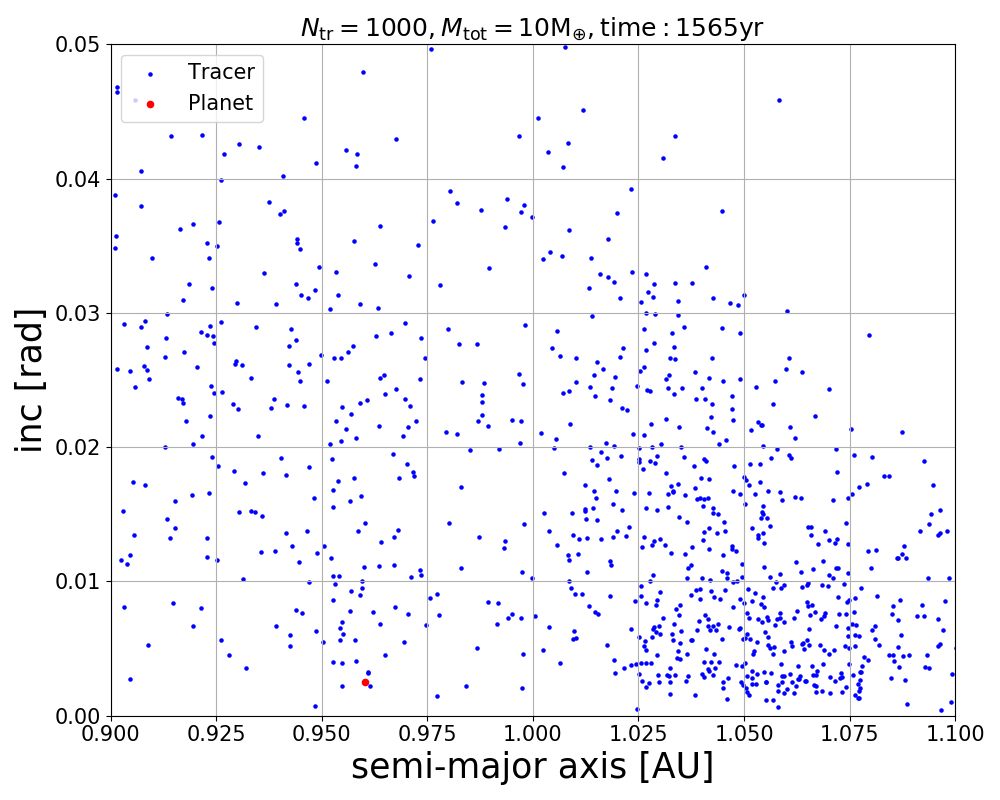 N_tr = 1000, M_tot = 10M_⊕, time : 1565yr
Tracer
Planet
0.05
0.04
0.03
0.02
0.01
0.00
inc [rad]
0.900 0.925 0.950 0.975 1.000 1.025 1.050 1.075 1.100
semi-major axis [AU]